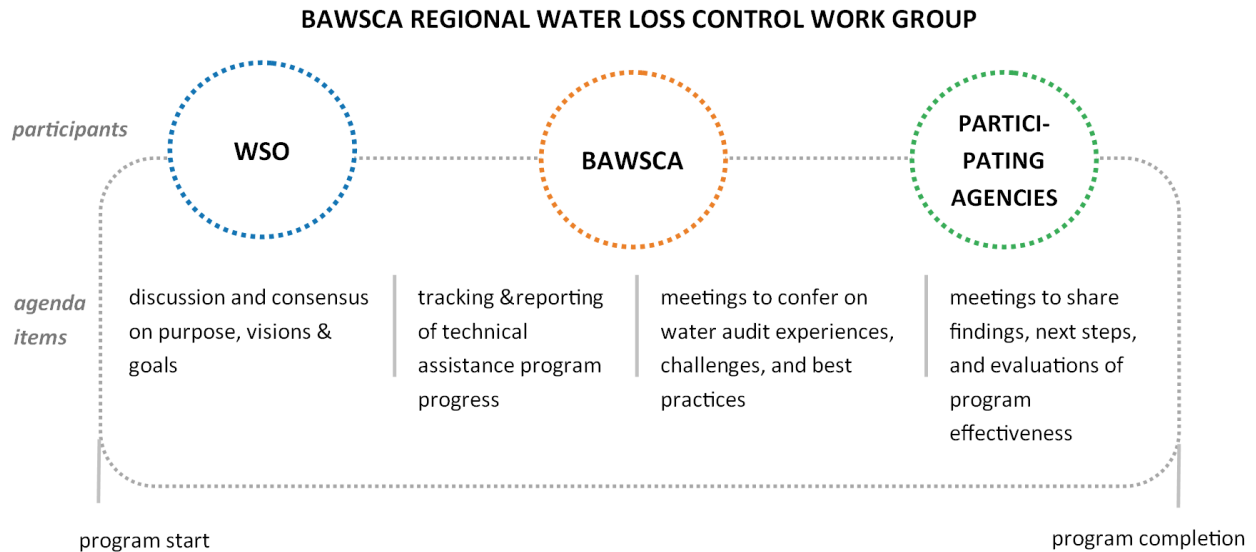 BAWSCA REGIONAL WATER LOSS CONTROL WORK GROUP
participants
WSO
BAWSCA
PARTICI-
PATING
AGENCIES
agenda
items
discussion and consensus
on purpose, visions &
goals
tracking &reporting
of technical
assistance program
progress
meetings to confer on
water audit experiences,
challenges, and best
practices
meetings to share
findings, next steps,
and evaluations of
program
effectiveness
program start
program completion